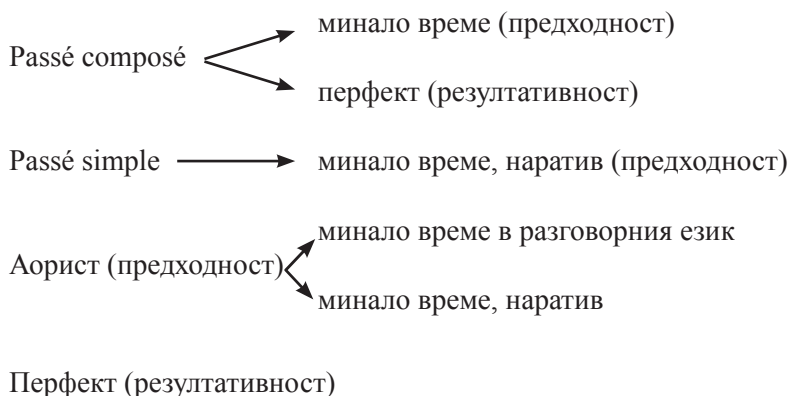 минало време (предходност)
Passé composé
перфект (резултативност)
Passé simple минало време, наратив (предходност)
минало време в разговорния език
Аорист (предходност)
минало време, наратив
Перфект (резултативност)